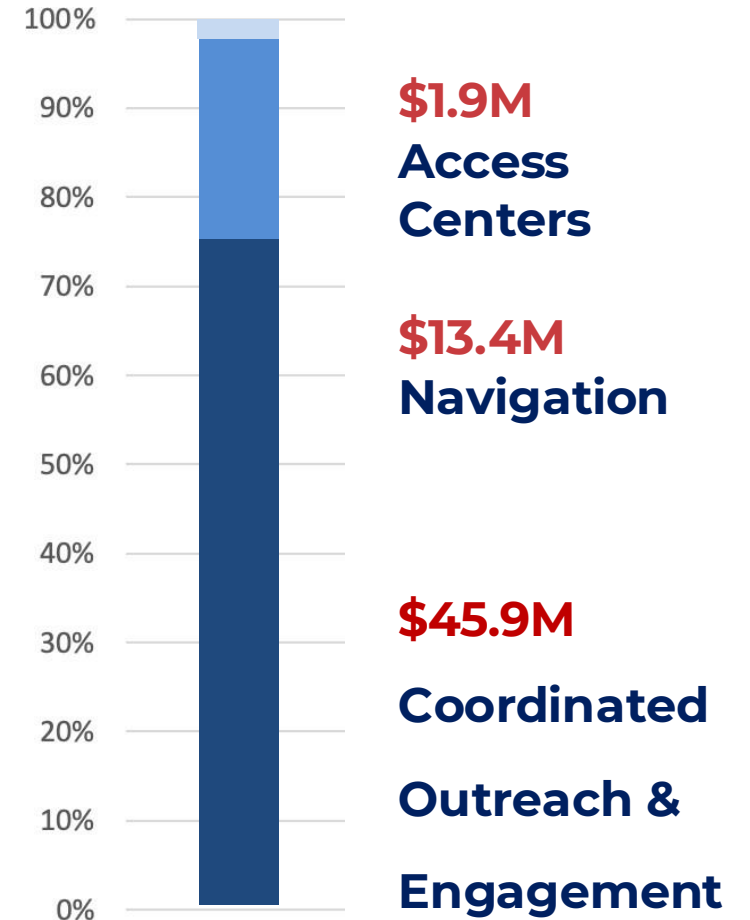 100%
90%
80%
70%
60%
50%
40%
30%
20%
10%
0%
$1.9M
Access
Centers
$13.4M
Navigation
$45.9M
Coordinated
Outreach &
Engagement